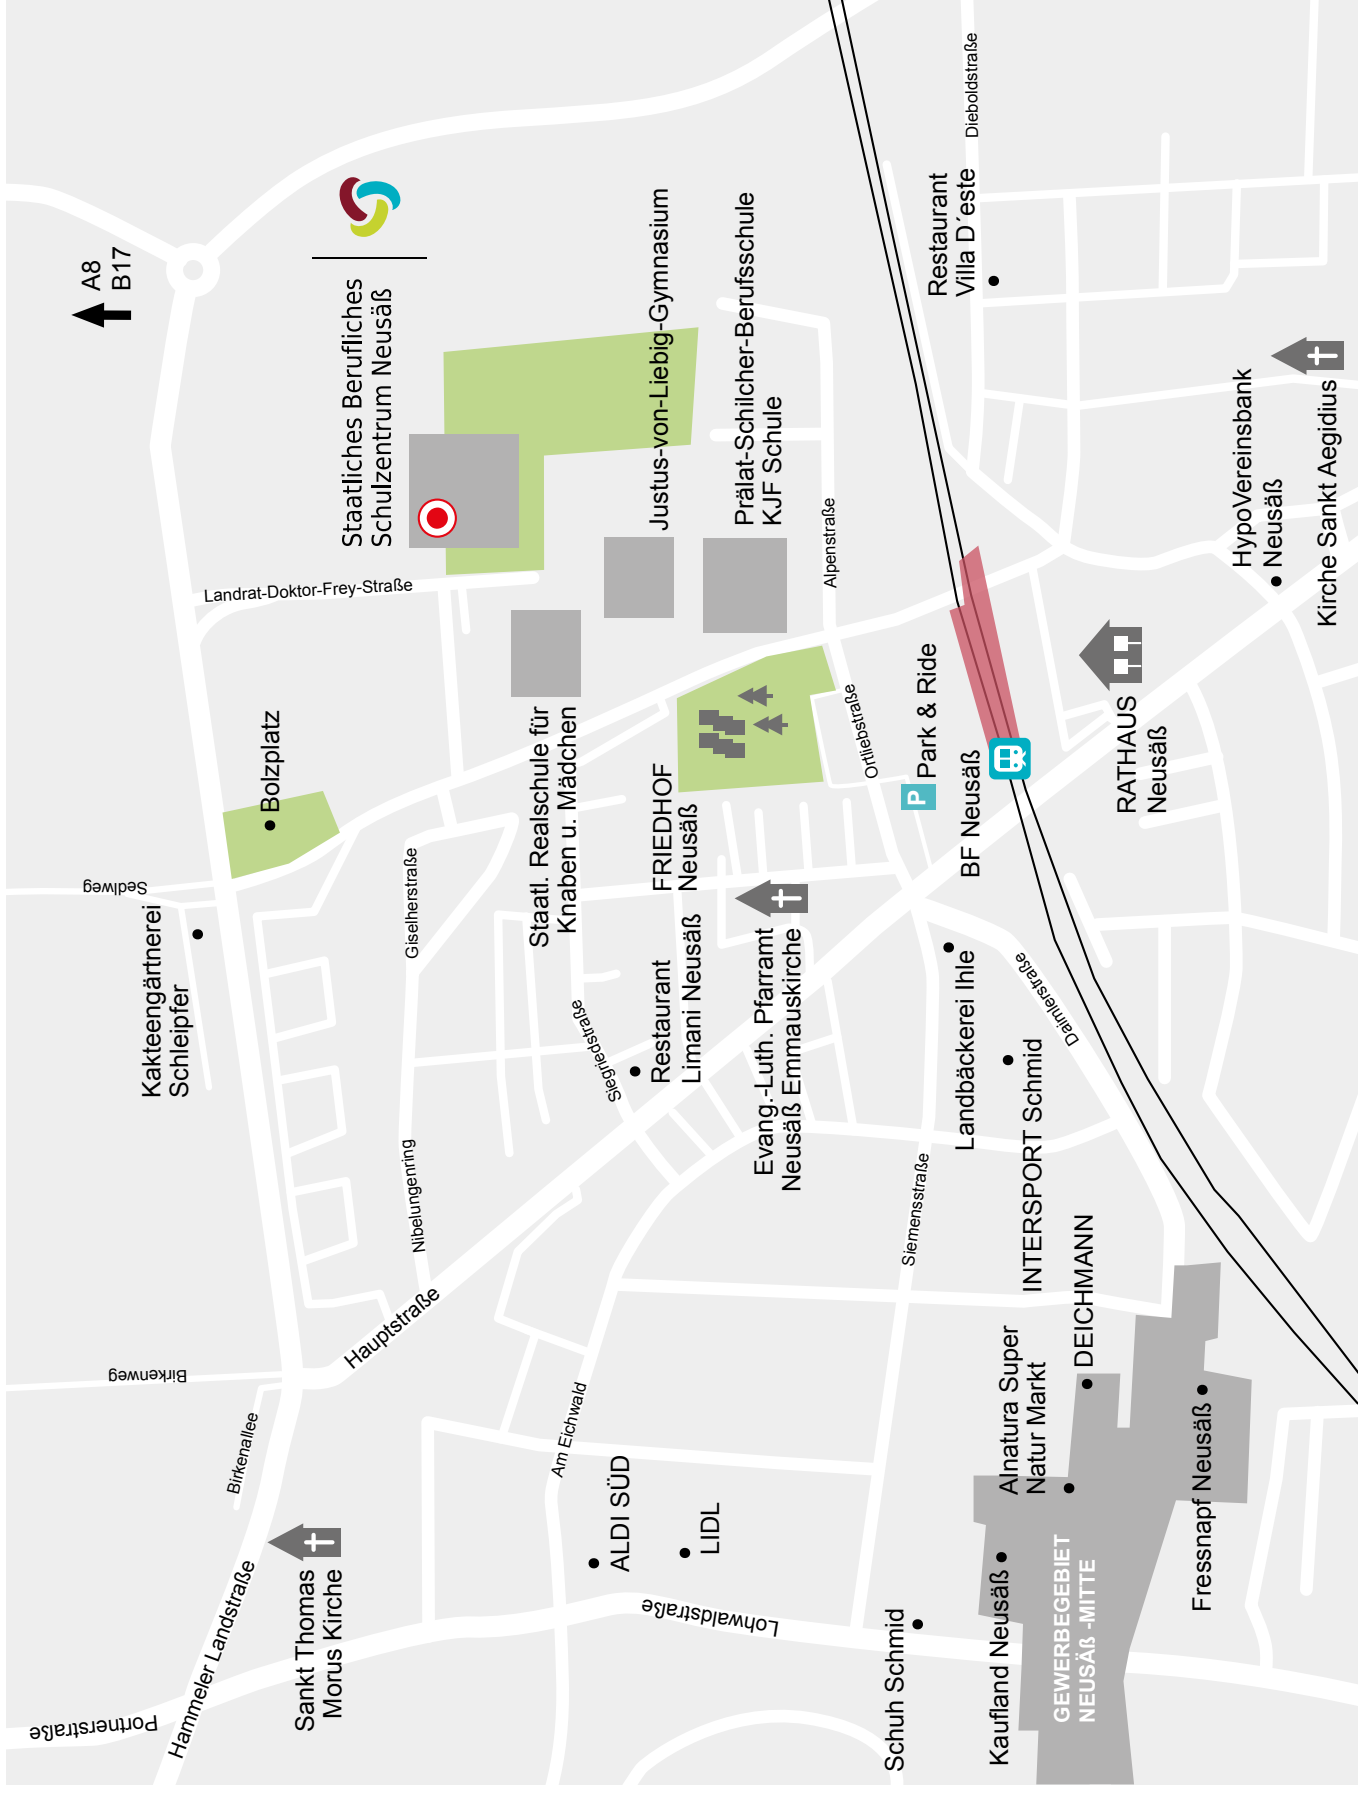 A8
B17
Staatliches Berufliches
Schulzentrum Neusäß
Justus-von-Liebig-Gymnasium
Prälat-Schilcher-Berufsschule
KJF Schule
Restaurant
Villa D´este
Dieboldstraße
HypoVereinsbank
Neusäß
Kirche Sankt Aegidius
Landrat-Doktor-Frey-Straße
Alpenstraße
Bolzplatz
Staatl. Realschule für
Knaben u. Mädchen
FRIEDHOF
Neusäß
Ortliebstraße
P
Park & Ride
BF Neusäß
RATHAUS
Neusäß
Sedlweg
Kakteengärtnerei
Schleipfer
Giselherstraße
Siegriedstraße
Restaurant
Limani Neusäß
Evang.-Luth. Pfarramt
Neusäß Emmauskirche
Landbäckerei Ihle
Daimlerstraße
INTERSPORT Schmid
Nibelungenring
Siemensstraße
Hauptstraße
Birkenweg
Birkenallee
Am Eichwald
DEICHMANN
Alnatura Super
Natur Markt
Fressnapf Neusäß
ALDI SÜD
LIDL
Sankt Thomas
Morus Kirche
Hammeler Landstraße
Portnerstraße
Lohwaldstraße
Schuh Schmid
Kaufland Neusäß
GEWERBEGEBIET
NEUSÄß -MITTE